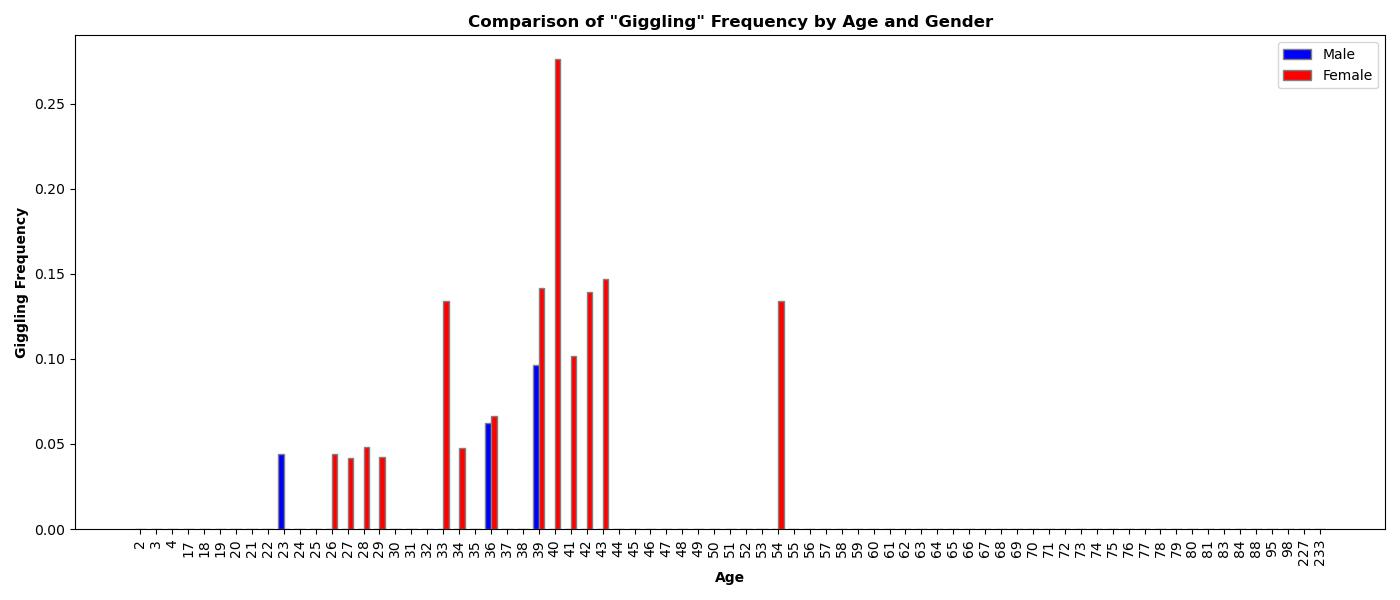 Comparison of "Giggling" Frequency by Age and Gender
Male
Female
Giggling Frequency
0.25
0.20
0.15
0.10
0.05
0.00
2 3 4 17 18 19 20 21 22 23 24 25 26 27 28 29 30 31 32 33 34 35 36 37 38 39 40 41 42 43 44 45 46 47 48 49 50 51 52 53 54 55 56 57 58 59 60 61 62 63 64 65 66 67 68 69 70 71 72 73 74 75 76 77 78 79 80 81 83 84 88 95 98 227 233
Age